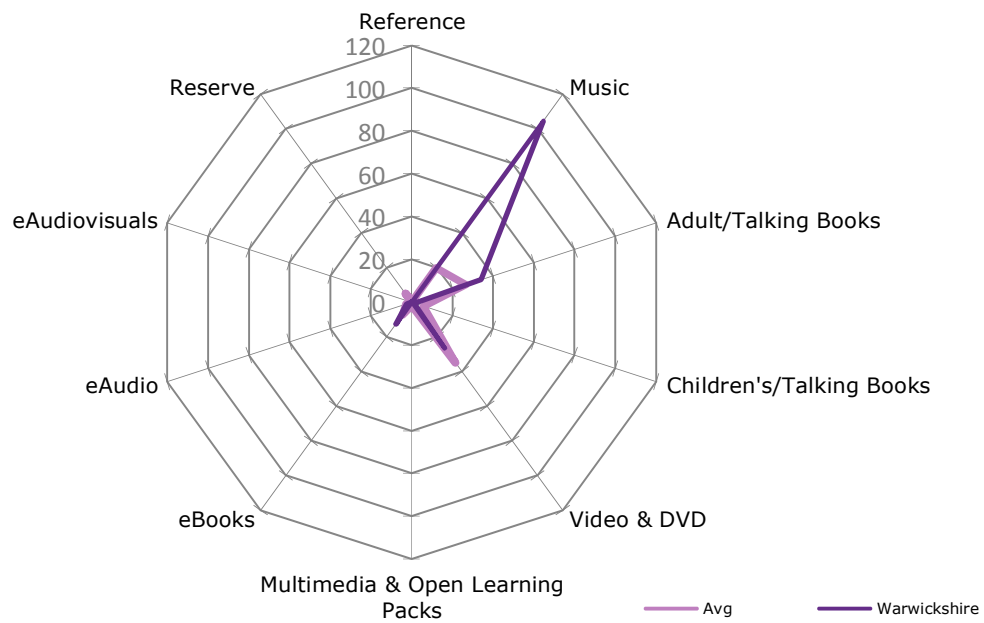 Reference
120
Reserve
Music
100
80
60
eAudiovisuals
40
Adult/Talking Books
20
0
eAudio
Children's/Talking Books
eBooks
Video & DVD
Multimedia & Open Learning
Packs
Avg
Warwickshire